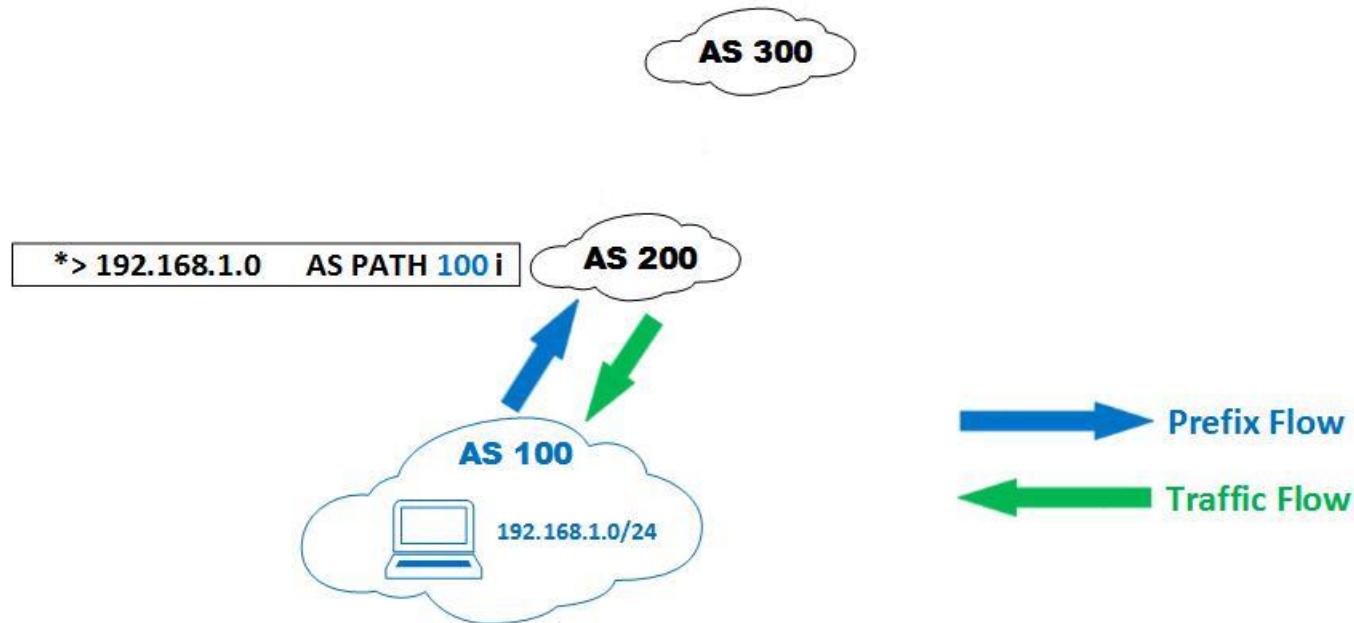 AS 300
*> 192.168.1.0 AS PATH 100 i
AS 200
AS 100
192.168.1.0/24
Prefix Flow
Traffic Flow